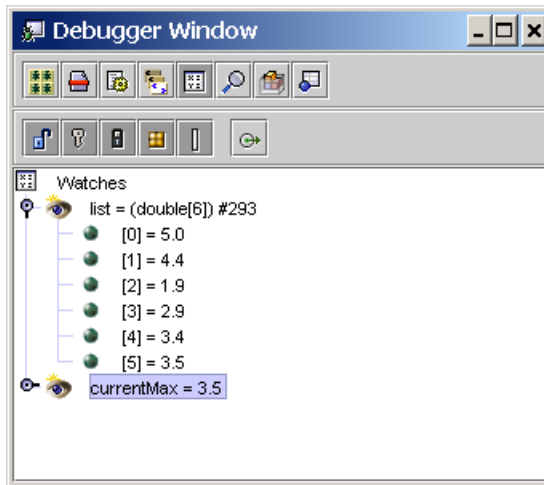 Debugger Window
Watches
list = (double[6]) #293
[0] = 5.0
[1] = 4.4
[2] = 1.9
[3] = 2.9
[4] = 3.4
[5] = 3.5
currentMax = 3.5